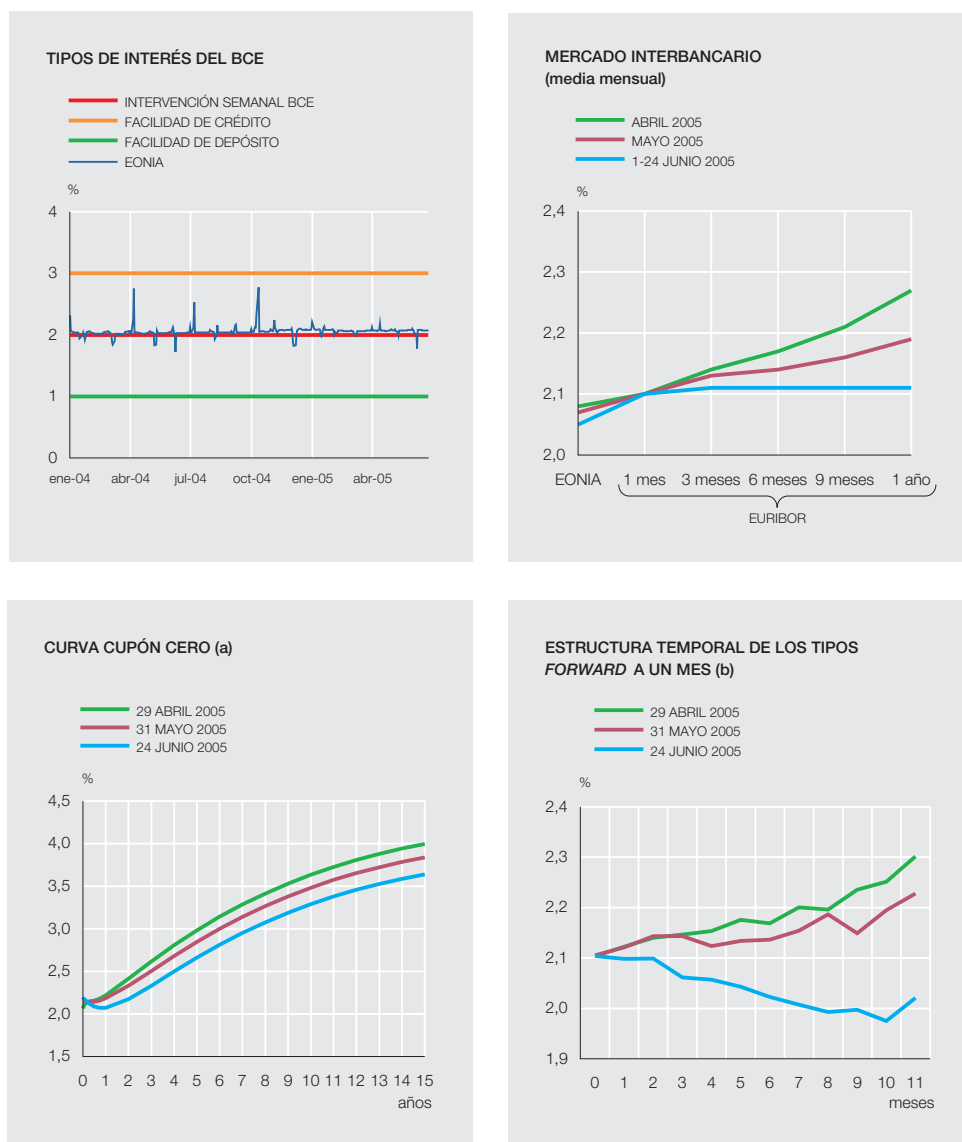 TIPOS DE INTERÉS DEL BCE
INTERVENCIÓN SEMANAL BCE
FACILIDAD DE CRÉDITO
FACILIDAD DE DEPÓSITO
EONIA
%
4
3
2
1
0
ene-04 abr-04 jul-04 oct-04 ene-05 abr-05
MERCADO INTERBANCARIO
(media mensual)
ABRIL 2005
MAYO 2005
1-24 JUNIO 2005
%
2,4
2,3
2,2
2,1
2,0
EONIA 1 mes 3 meses 6 meses 9 meses 1 año
EURIBOR
CURVA CUPÓN CERO (a)
29 ABRIL 2005
31 MAYO 2005
24 JUNIO 2005
%
4,5
4,0
3,5
3,0
2,5
2,0
1,5
0 1 2 3 4 5 6 7 8 9 10 11 12 13 14 15
años
ESTRUCTURA TEMPORAL DE LOS TIPOS
FORWARD A UN MES (b)
29 ABRIL 2005
31 MAYO 2005
24 JUNIO 2005
%
2,4
2,3
2,2
2,1
2,0
1,9
0 1 2 3 4 5 6 7 8 9 10 11
meses